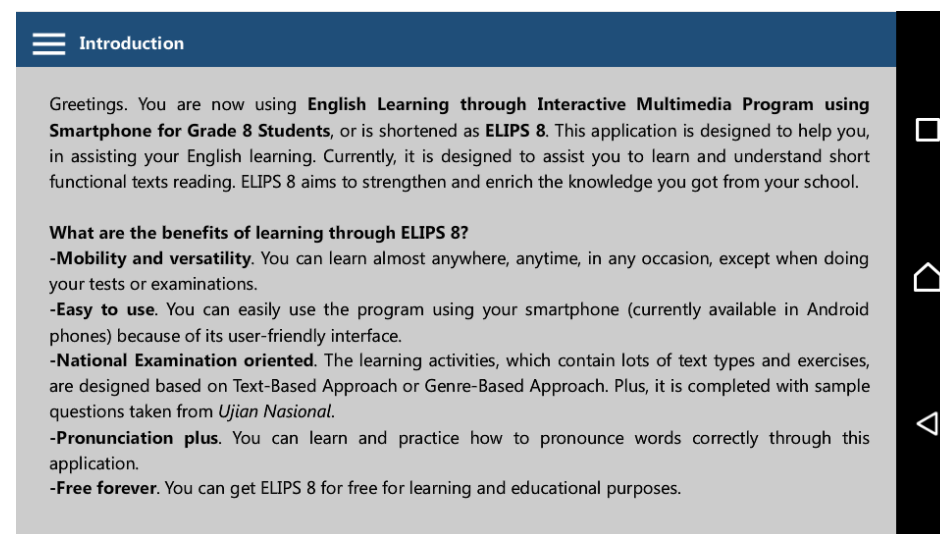 Introduction
Greetings. You are now using English Learning through Interactive Multimedia Program using
Smartphone for Grade 8 Students, or is shortened as ELIPS 8. This application is designed to help you,
in assisting your English learning. Currently, it is designed to assist you to learn and understand short
functional texts reading. ELIPS 8 aims to strengthen and enrich the knowledge you got from your school.
What are the benefits of learning through ELIPS 8?
-Mobility and versatility. You can learn almost anywhere, anytime, in any occasion, except when doing
your tests or examinations.
-Easy to use. You can easily use the program using your smartphone (currently available in Android
phones) because of its user-friendly interface.
-National Examination oriented. The learning activities, which contain lots of text types and exercises,
are designed based on Text-Based Approach or Genre-Based Approach. Plus, it is completed with sample
questions taken from Ujian Nasional.
-Pronunciation plus. You can learn and practice how to pronounce words correctly through this
application.
-Free forever. You can get ELIPS 8 for free for learning and educational purposes.